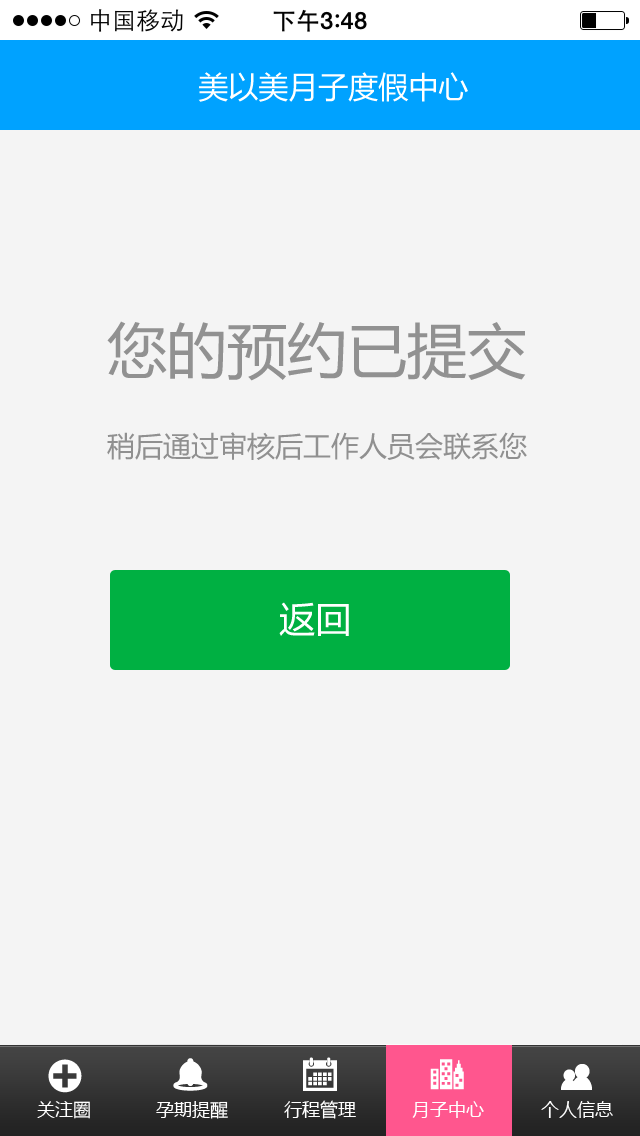 中国移动 下午3:48
美以美月子度假中心
您的预约已提交
稍后通过审核后工作人员会联系您
返回
关注圈 孕期提醒 行程管理 月子中心 个人信息